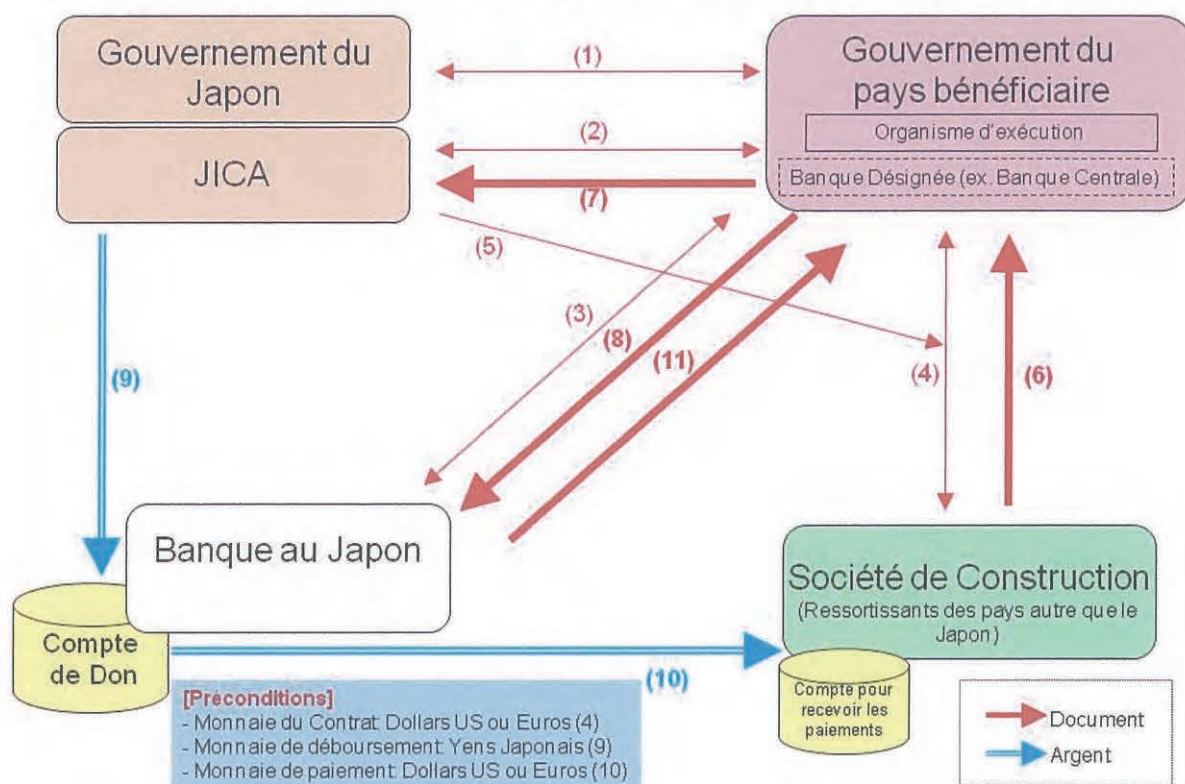 Gouvernement du
Japon
JICA
Gouvernement du
pays bénéficiaire
Organisme d'exécution
Banque Désignée (ex. Banque Centrale)
(1)
(2)
(7)
(5)
(3)
(8)
(11)
(4)
(6)
(9)
Banque au Japon
Compte
de Don
Société de Construction
(Ressortissants des pays autre que le
Japon)
Compte pour
recevoir les
paiements
(10)
[Préconditions]
- Monnaie du Contrat: Dollars US ou Euros (4)
- Monnaie de déboursement: Yens Japonais (9)
- Monnaie de paiement: Dollars US ou Euros (10)
Document
Argent